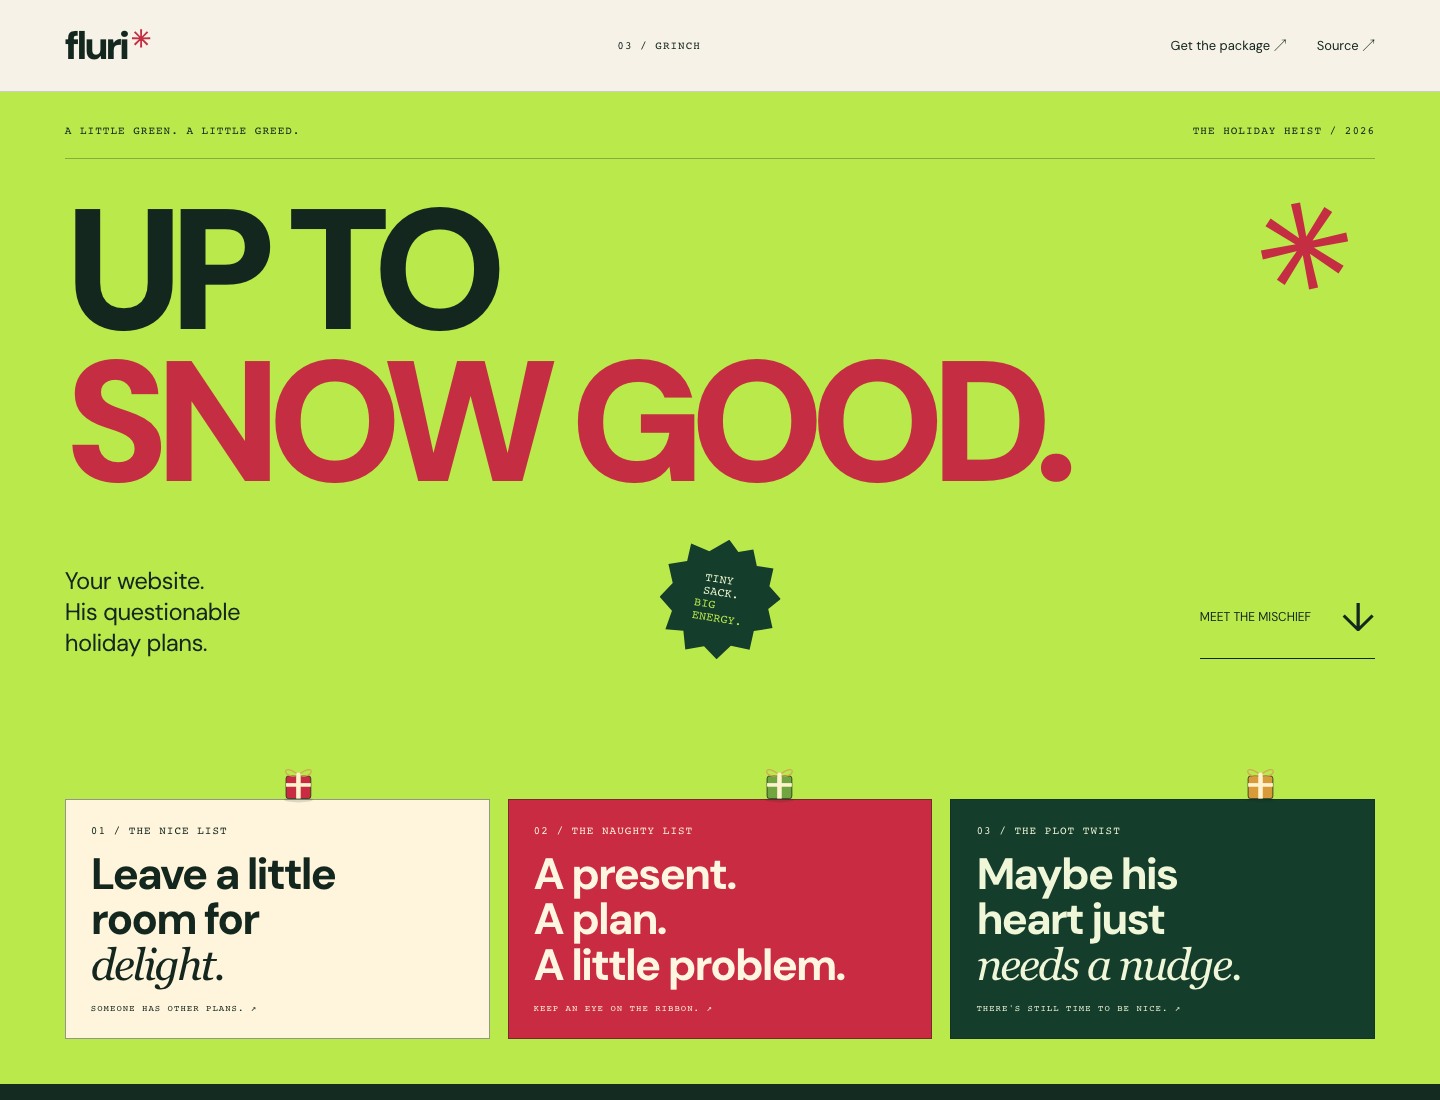 fluri
03 / GRINCH
Get the package ↗
Source ↗
A LITTLE GREEN. A LITTLE GREED.
THE HOLIDAY HEIST / 2026
UP TO
SNOW GOOD.
Your website.
His questionable
holiday plans.
TINY
SACK.
BIG
ENERGY.
MEET THE MISCHIEF
01 / THE NICE LIST
Leave a little
room for
delight.
SOMEONE HAS OTHER PLANS. ↗
02 / THE NAUGHTY LIST
A present.
A plan.
A little problem.
KEEP AN EYE ON THE RIBBON. ↗
03 / THE PLOT TWIST
Maybe his
heart just
needs a nudge.
THERE'S STILL TIME TO BE NICE. ↗